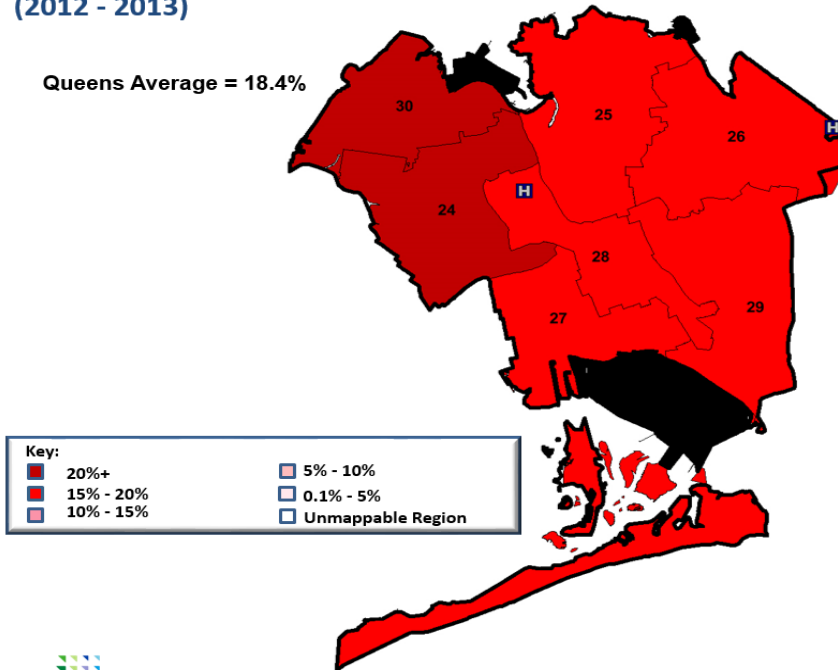 (2012 - 2013)
Queens Average = 18.4%
30
25
26
H
H
24
28
29
27
Key:
20%+
15% - 20%
10% - 15%
5% - 10%
0.1% - 5%
Unmappable Region